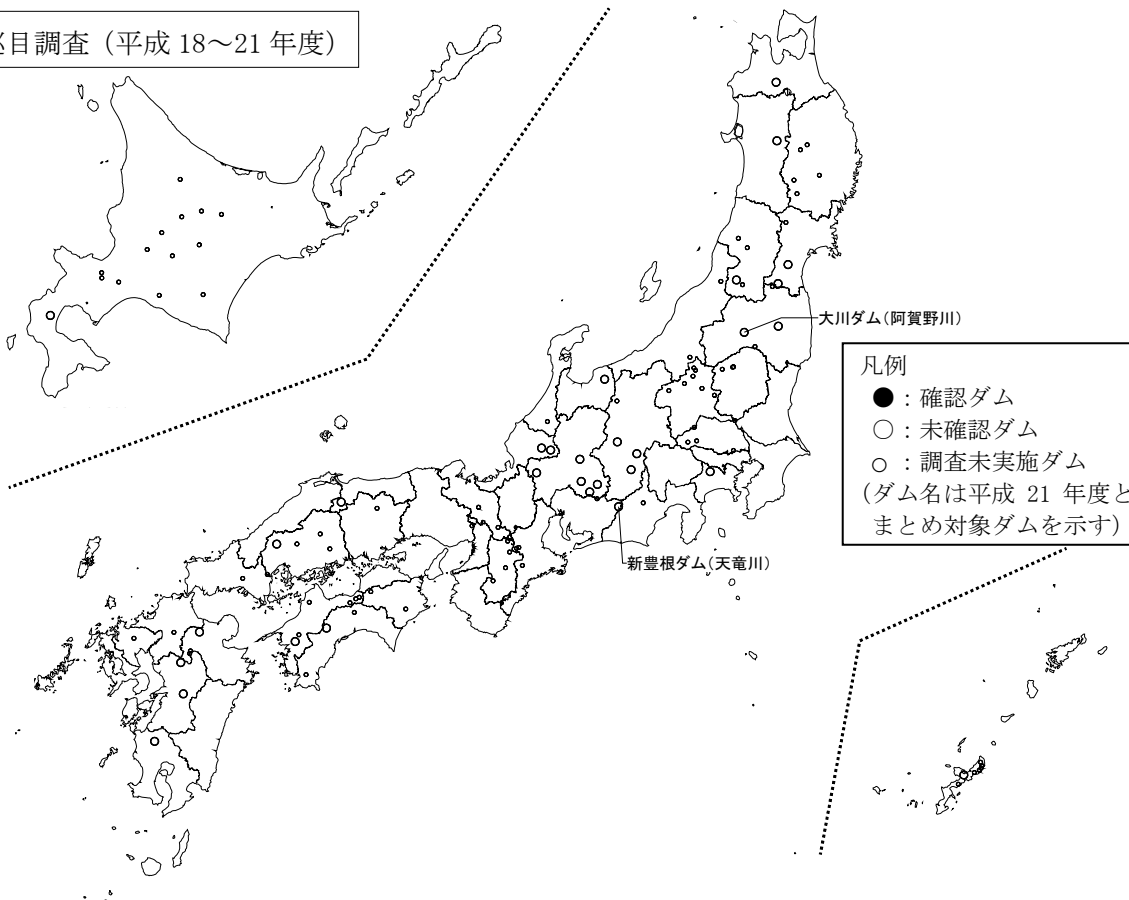 目調査（平成 18～21 年度）
大川ダム（阿賀野川）
凡例
●：確認ダム
○：未確認ダム
○：調査未実施ダム
（ダム名は平成 21 年度と
まとめ対象ダムを示す）
新豊根ダム（天竜川）